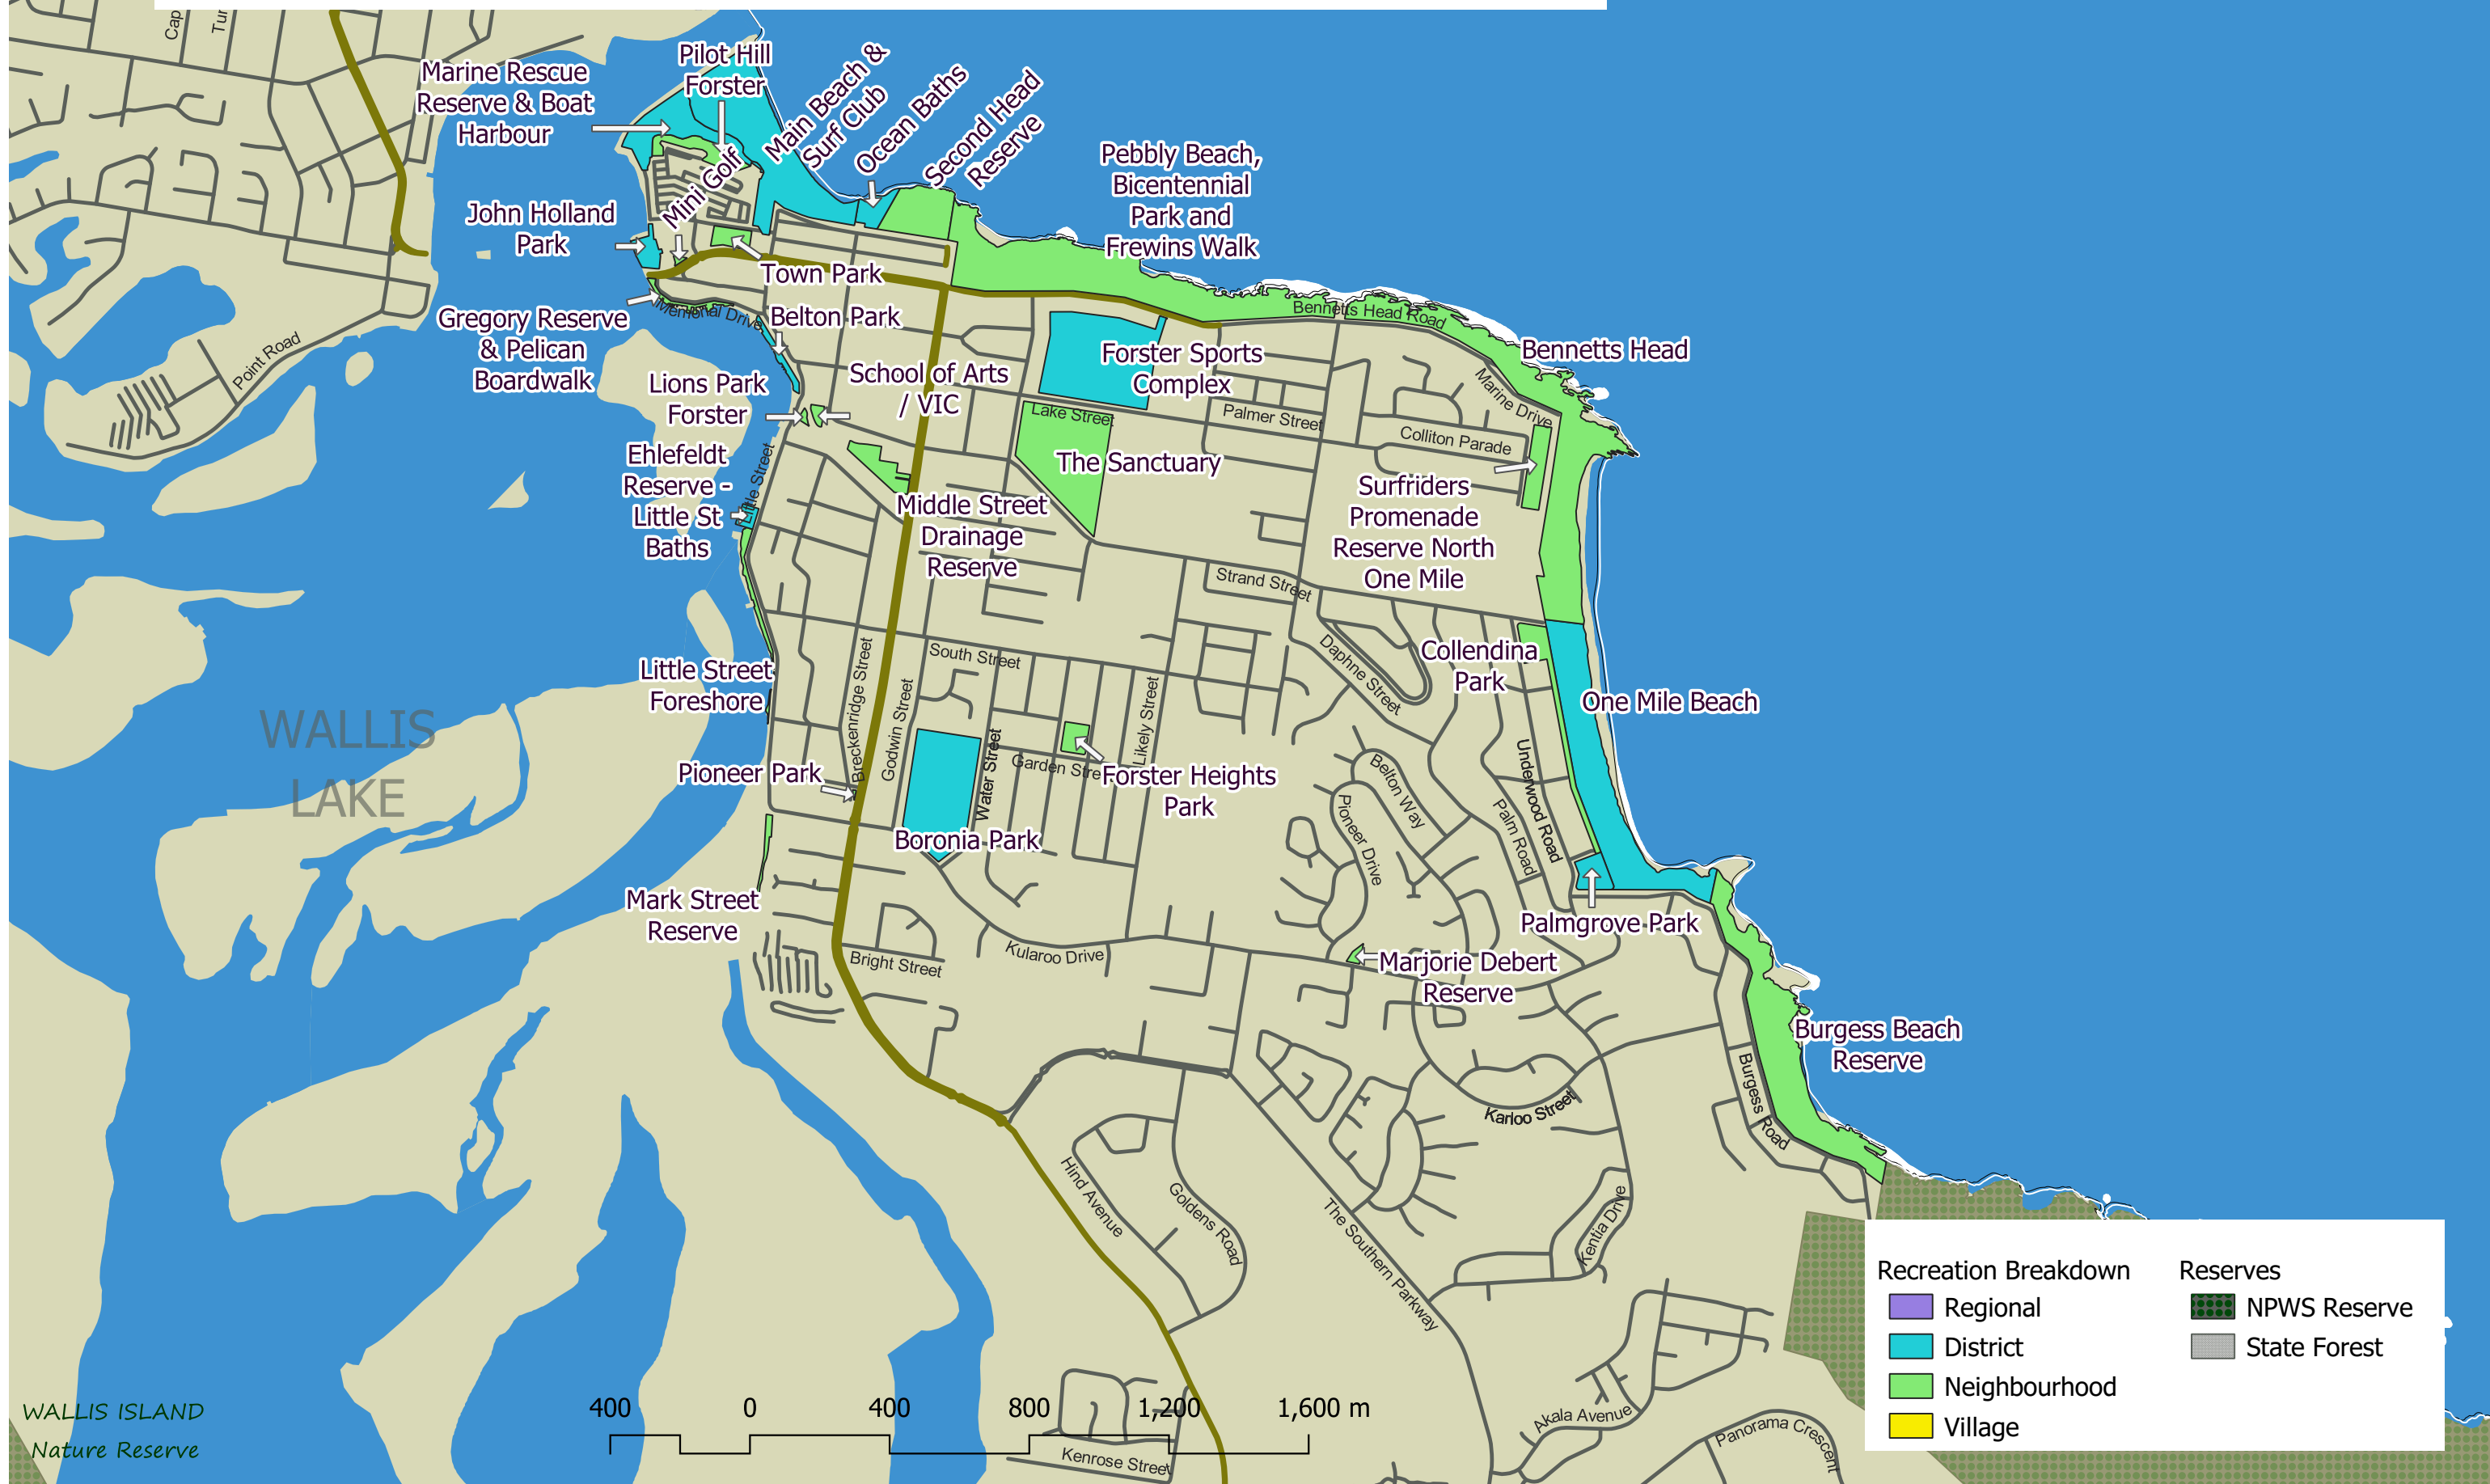 Cap
Tur
Marine Rescue
Reserve & Boat
Harbour
Pilot Hill
Forster
Main Beach &
Surf Club
Ocean Baths
Second Head
Reserve
Pebbly Beach,
Bicentennial
Park and
Frewins Walk
Mini Golf
John Holland
Park
Town Park
Memorial Drive
Belton Park
Gregory Reserve
& Pelican
Boardwalk
Point Road
Bennetts Head Road
Bennetts Head
Forster Sports
Complex
School of Arts
/ VIC
Lions Park
Forster
Marine Drive
Lake Street
Palmer Street
Colliton Parade
Ehlefeldt
Reserve -
Little St
Baths
Little Street
The Sanctuary
Surfriders
Promenade
Reserve North
One Mile
Middle Street
Drainage
Reserve
Strand Street
Daphne Street
Collendina
Park
South Street
Little Street
Foreshore
Breckenridge Street
Godwin Street
Water Street
Likely Street
One Mile Beach
WALLIS
LAKE
Pioneer Park
Garden Stre
Forster Heights
Park
Belton Way
Pioneer Drive
Underwood Road
Palm Road
Boronia Park
Mark Street
Reserve
Palmgrove Park
Bright Street
Kularoo Drive
Marjorie Debert
Reserve
Burgess Beach
Reserve
Burgess Road
Karloo Street
Hind Avenue
Goldens Road
The Southern Parkway
Kentia Drive
Recreation Breakdown
Regional
District
Neighbourhood
Village
Reserves
NPWS Reserve
State Forest
WALLIS ISLAND
Nature Reserve
400 0 400 800 1,200 1,600 m
Kenrose Street
Akala Avenue
Panorama Crescent